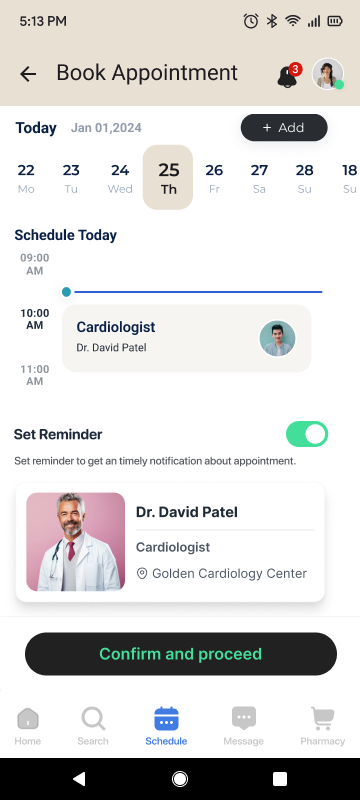 5:13 PM
Book Appointment
3
Today Jan 01,2024 + Add
22 23 24 25 26 27 28 18
Mo Tu Wed Th Fr Sa Su Su
Schedule Today
09:00
AM
10:00
AM
Cardiologist
Dr. David Patel
11:00
AM
Set Reminder
Set reminder to get an timely notification about appointment.
Dr. David Patel
Cardiologist
Golden Cardiology Center
Confirm and proceed
Home Search Schedule Message Pharmacy